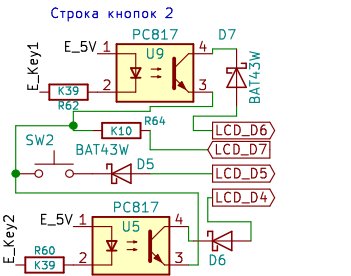 Строка кнопок 2
PC817
D7
E_5V
1
U9
4
E_Key1
BAT43W
K39
2
3
R62
R64
K10
LCD_D6
LCD_D7
SW2
BAT43W
D5
LCD_D5
LCD_D4
PC817
E_Key2
E_5V
1
U5
4
R60
K39
2
3
D6